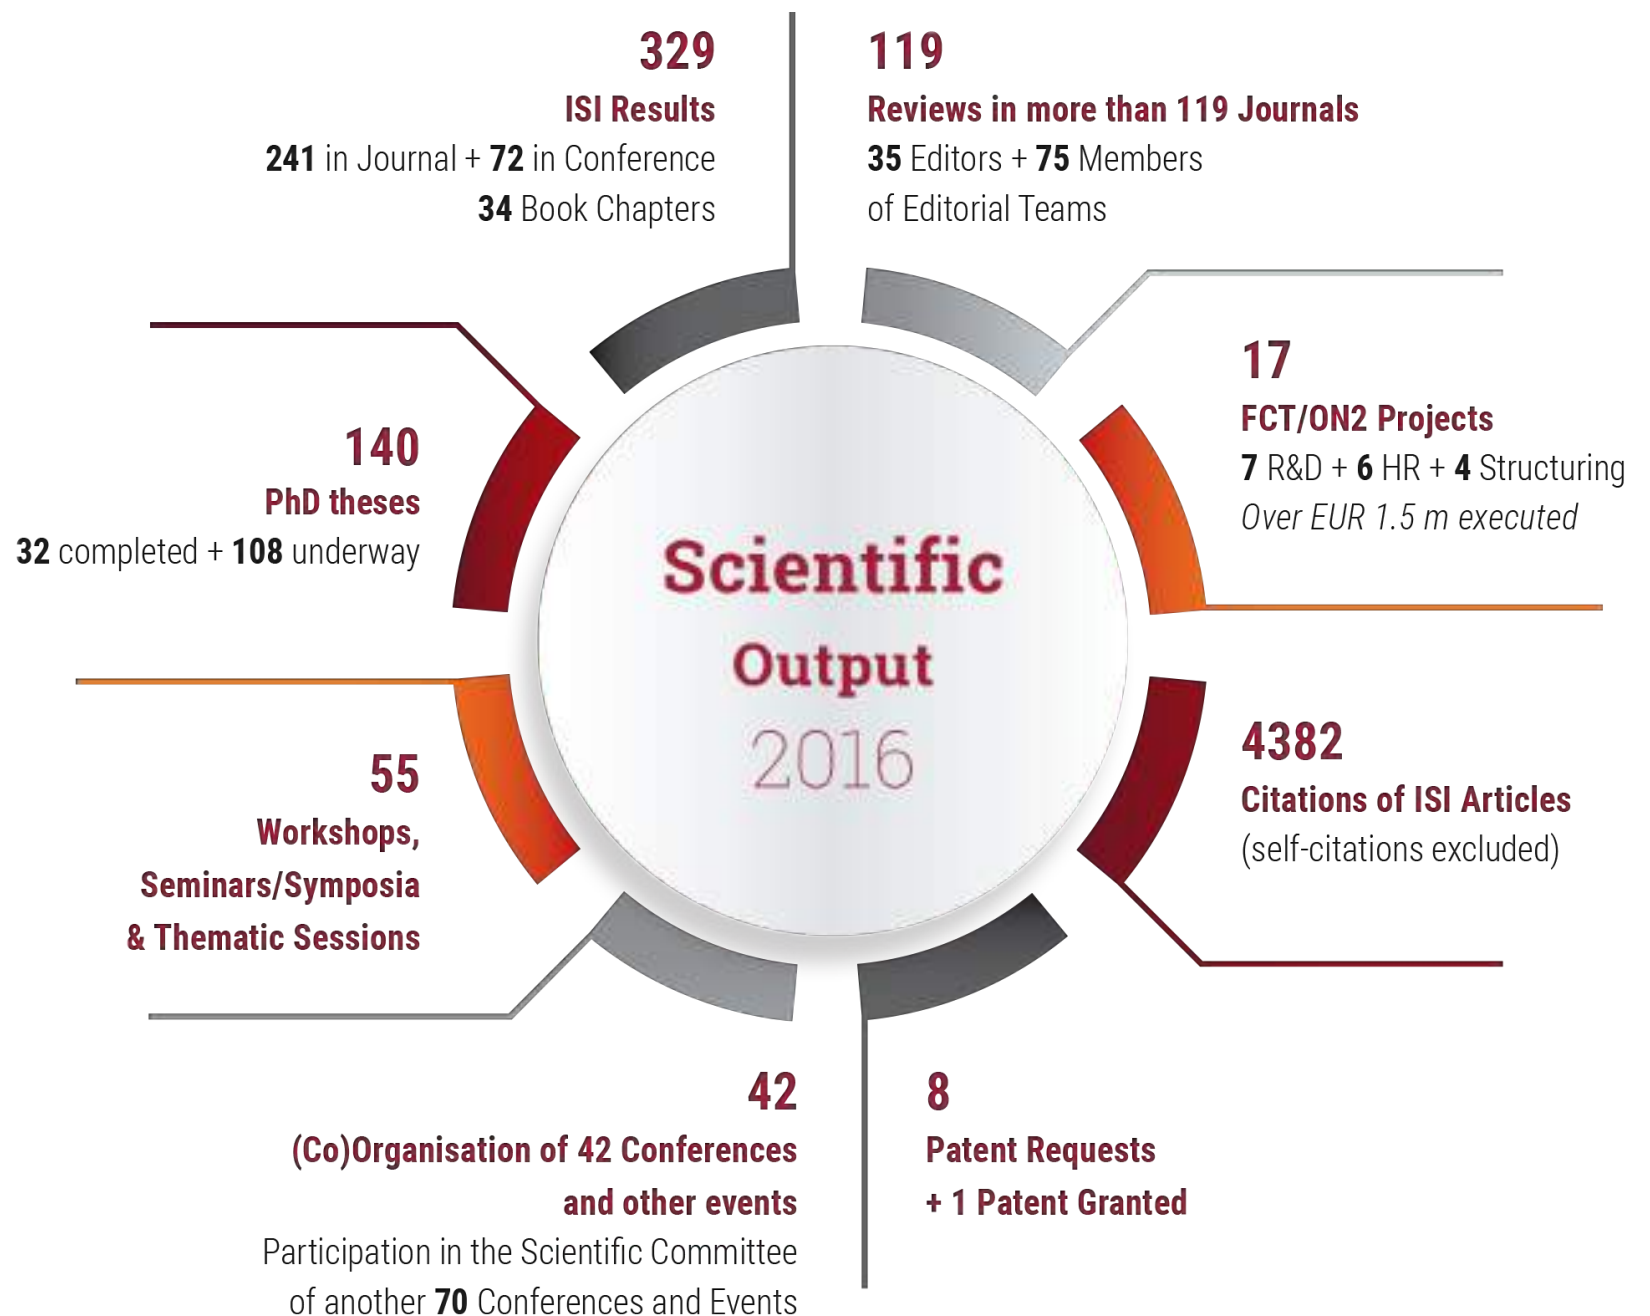 329
ISI Results
241 in Journal + 72 in Conference
34 Book Chapters
119
Reviews in more than 119 Journals
35 Editors + 75 Members
of Editorial Teams
17
FCT/ON2 Projects
7 R&D + 6 HR + 4 Structuring
Over EUR 1.5 m executed
140
PhD theses
32 completed + 108 underway
Scientific
Output
2016
4382
Citations of ISI Articles
(self-citations excluded)
55
Workshops,
Seminars/Symposia
& Thematic Sessions
42
(Co)Organisation of 42 Conferences
and other events
Participation in the Scientific Committee
of another 70 Conferences and Events
8
Patent Requests
+ 1 Patent Granted